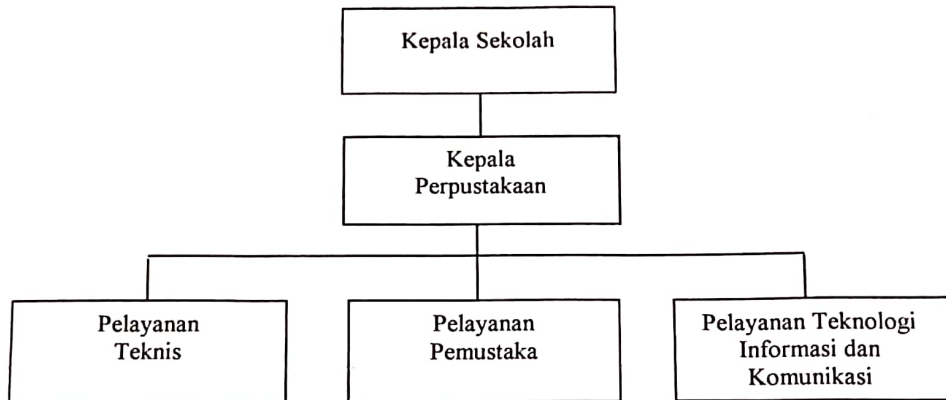 Kepala Sekolah
Kepala
Perpustakaan
Pelayanan
Teknis
Pelayanan
Pemustaka
Pelayanan Teknologi
Informasi dan
Komunikasi